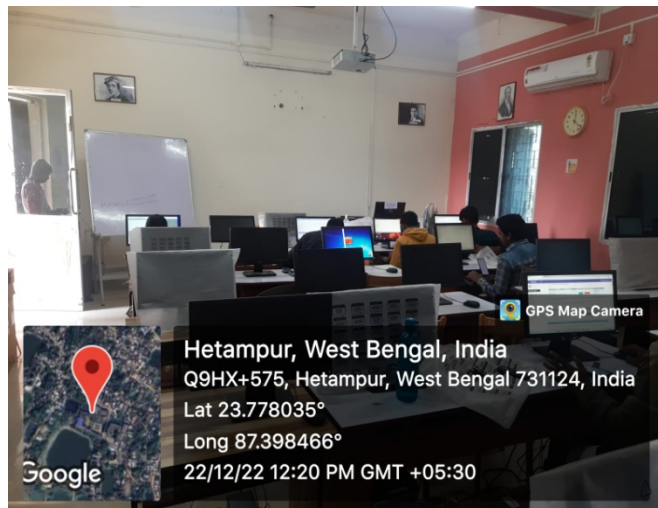 GPS Map Camera
Hetampur, West Bengal, India
Q9HX+575, Hetampur, West Bengal 731124, India
Lat 23.778035°
Long 87.398466°
22/12/22 12:20 PM GMT +05:30
Google